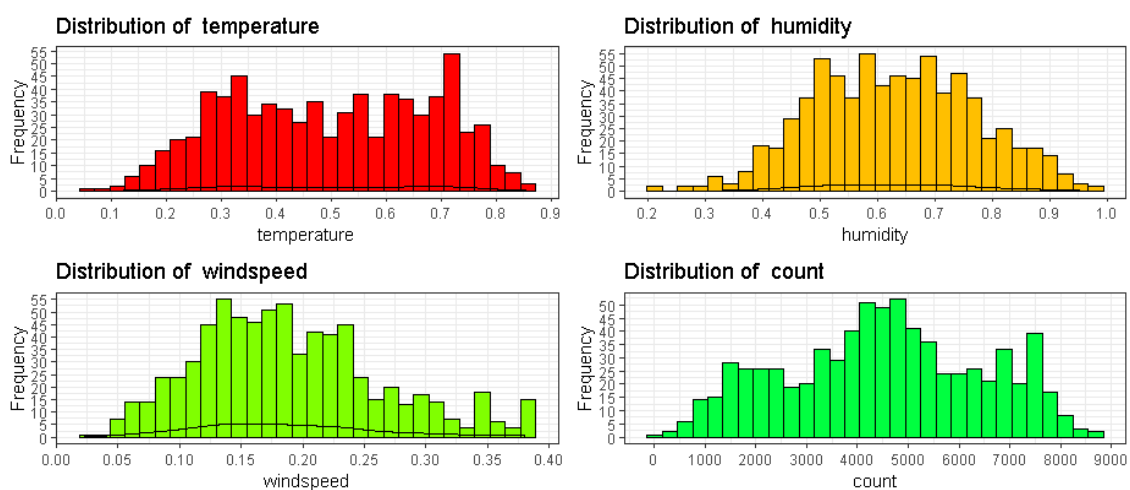 Distribution of temperature
Frequency
55
50
45
40
35
30
25
20
15
10
5
0
0.0 0.1 0.2 0.3 0.4 0.5 0.6 0.7 0.8 0.9
temperature
Distribution of humidity
Frequency
55
50
45
40
35
30
25
20
15
10
5
0
0.2 0.3 0.4 0.5 0.6 0.7 0.8 0.9 1.0
humidity
Distribution of windspeed
Frequency
55
50
45
40
35
30
25
20
15
10
5
0
0.00 0.05 0.10 0.15 0.20 0.25 0.30 0.35 0.40
windspeed
Distribution of count
Frequency
50
45
40
35
30
25
20
15
10
5
0
0 1000 2000 3000 4000 5000 6000 7000 8000 9000
count